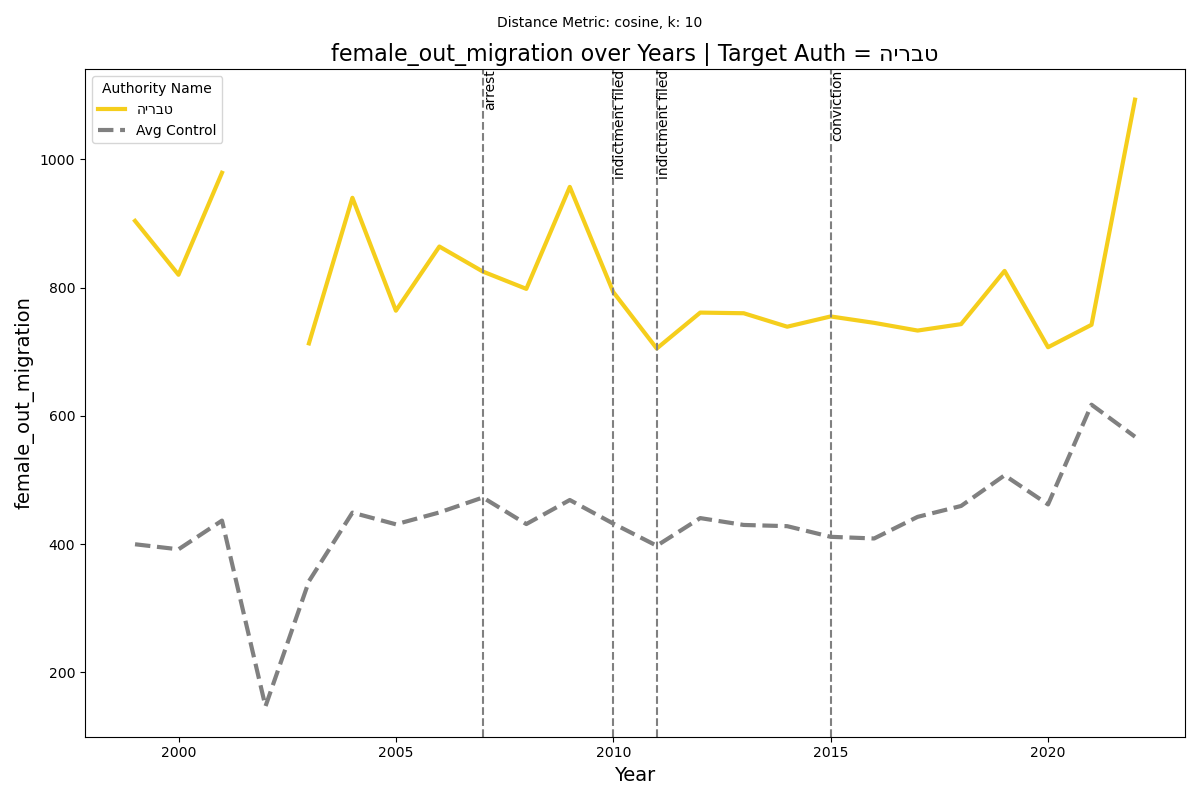 Distance Metric: cosine, k: 10
female_out_migration over Years | Target Auth = טבריה
Authority Name
טבריה
Avg Control
arrest
indictment filed
indictment filed
conviction
1000
800
600
400
200
female_out_migration
2000
2005
2010
2015
2020
Year